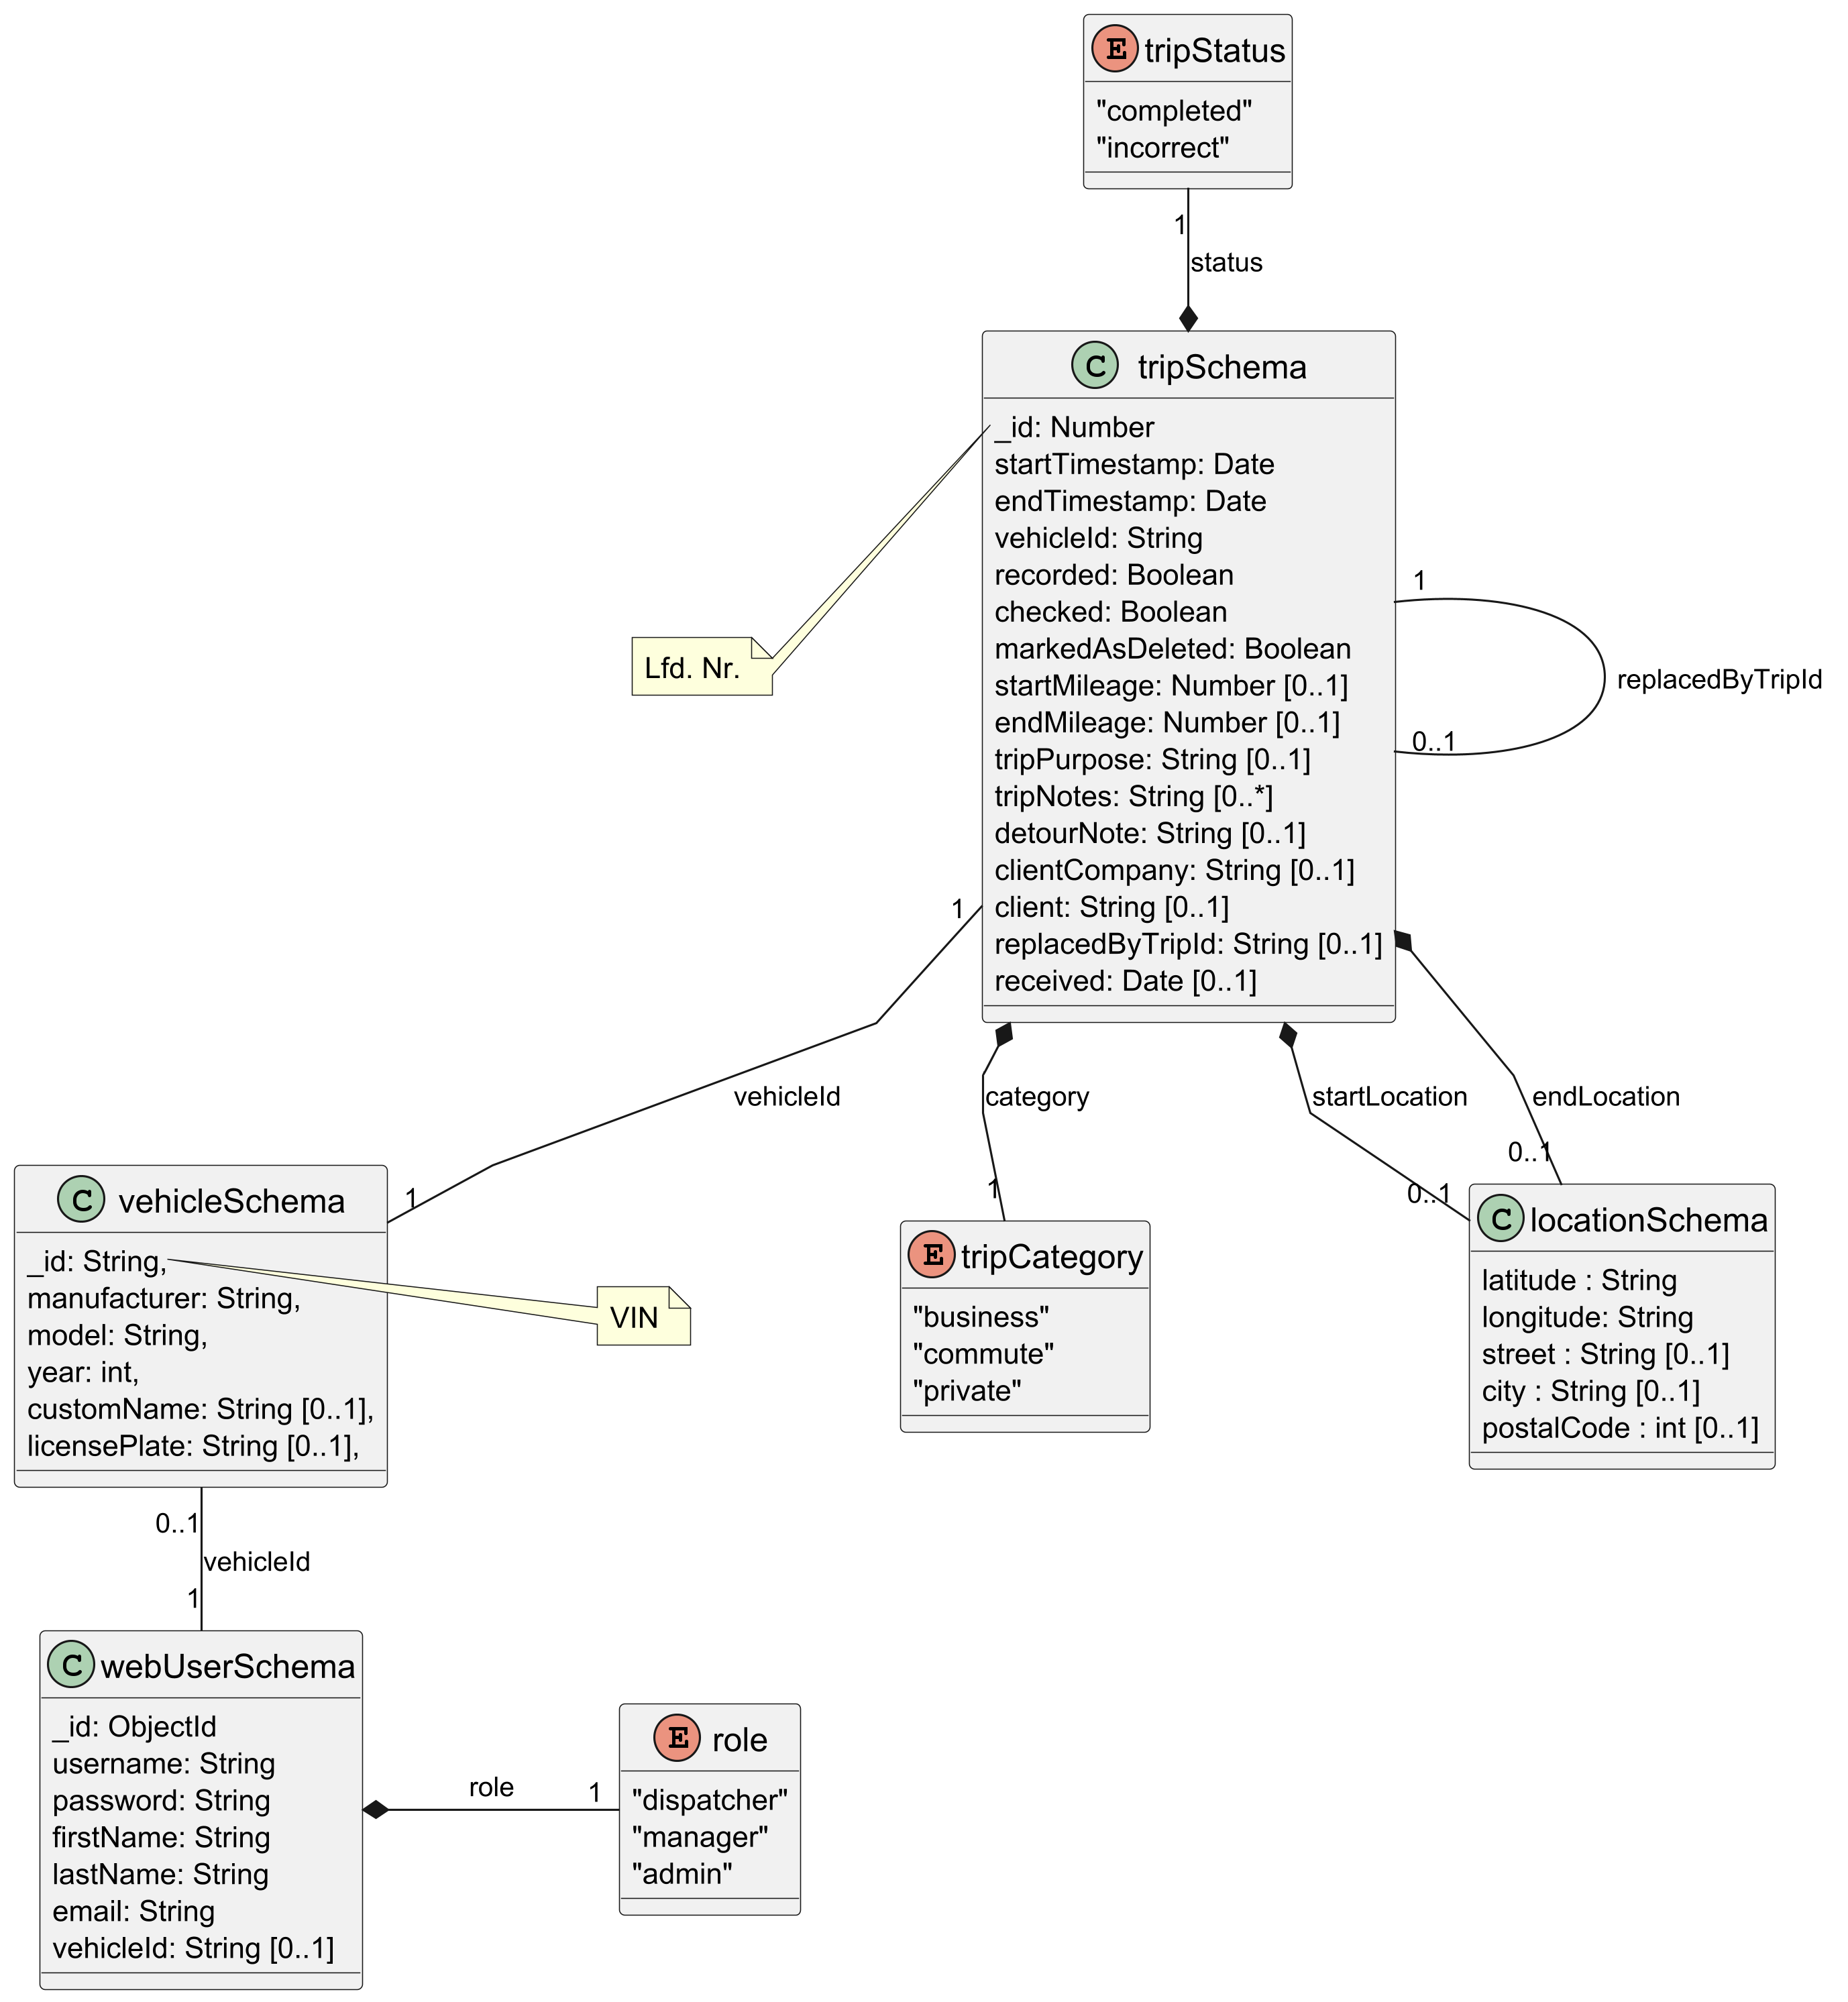 E tripStatus
"completed"
"incorrect"
1
status
C tripSchema
_id: Number
startTimestamp: Date
endTimestamp: Date
vehicleId: String
recorded: Boolean
checked: Boolean
markedAsDeleted: Boolean
startMileage: Number [0..1]
endMileage: Number [0..1]
tripPurpose: String [0..1]
tripNotes: String [0..*]
detourNote: String [0..1]
clientCompany: String [0..1]
client: String [0..1]
replacedByTripId: String [0..1]
received: Date [0..1]
Lfd. Nr.
1
replacedByTripId
0..1
1
vehicleId
1
category
1
startLocation
0..1
endLocation
0..1
C vehicleSchema
_id: String,
manufacturer: String,
model: String,
year: int,
customName: String [0..1],
licensePlate: String [0..1],
VIN
E tripCategory
"business"
"commute"
"private"
C locationSchema
latitude : String
longitude: String
street : String [0..1]
city : String [0..1]
postalCode : int [0..1]
0..1
vehicleId
1
C webUserSchema
_id: ObjectId
username: String
password: String
firstName: String
lastName: String
email: String
vehicleId: String [0..1]
role
1
E role
"dispatcher"
"manager"
"admin"